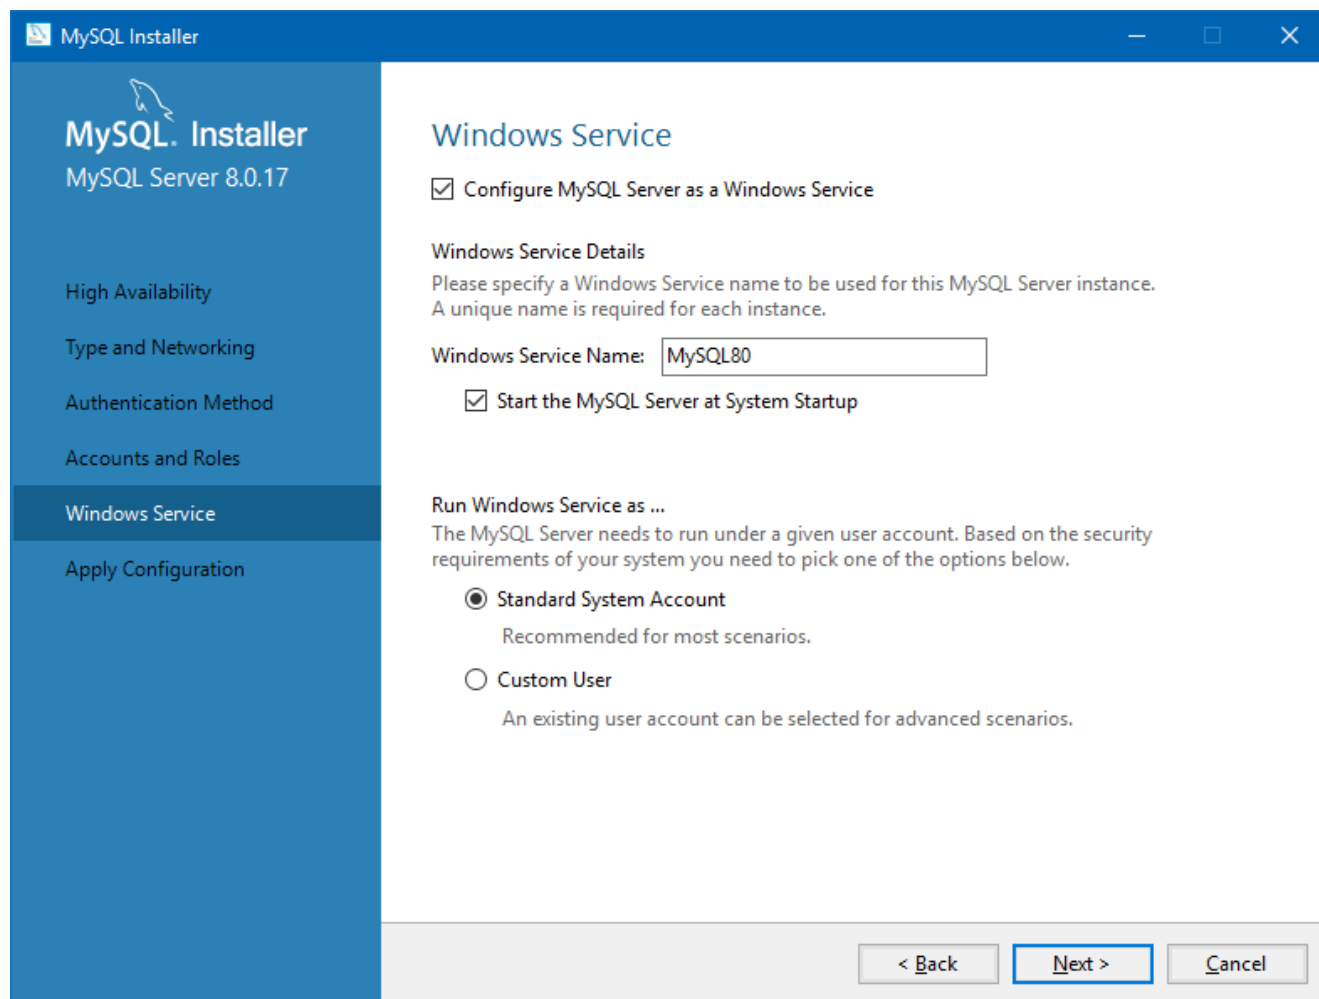 MySQL Installer
MySQL. Installer
MySQL Server 8.0.17
High Availability
Type and Networking
Authentication Method
Accounts and Roles
Windows Service
Apply Configuration
Windows Service
Configure MySQL Server as a Windows Service
Windows Service Details
Please specify a Windows Service name to be used for this MySQL Server instance.
A unique name is required for each instance.
Windows Service Name: MySQL80
Start the MySQL Server at System Startup
Run Windows Service as ...
The MySQL Server needs to run under a given user account. Based on the security
requirements of your system you need to pick one of the options below.
Standard System Account
Recommended for most scenarios.
Custom User
An existing user account can be selected for advanced scenarios.
< Back Next > Cancel